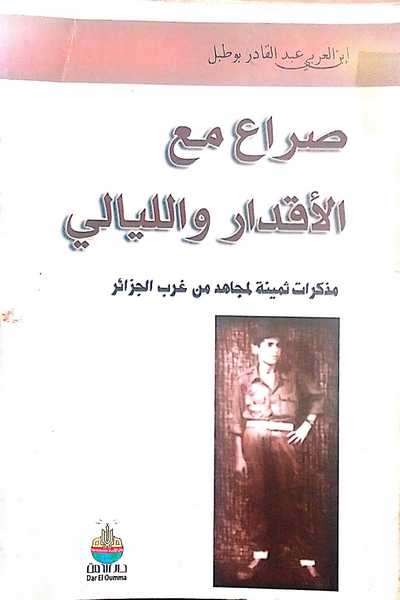 ابن العربي عبد القادر بوطبل
صراع مع
الأقدار والليالي
مذكرات ثمينة لمجاهد من غرب الجزائر
دار الأمة
Dar El Oumma